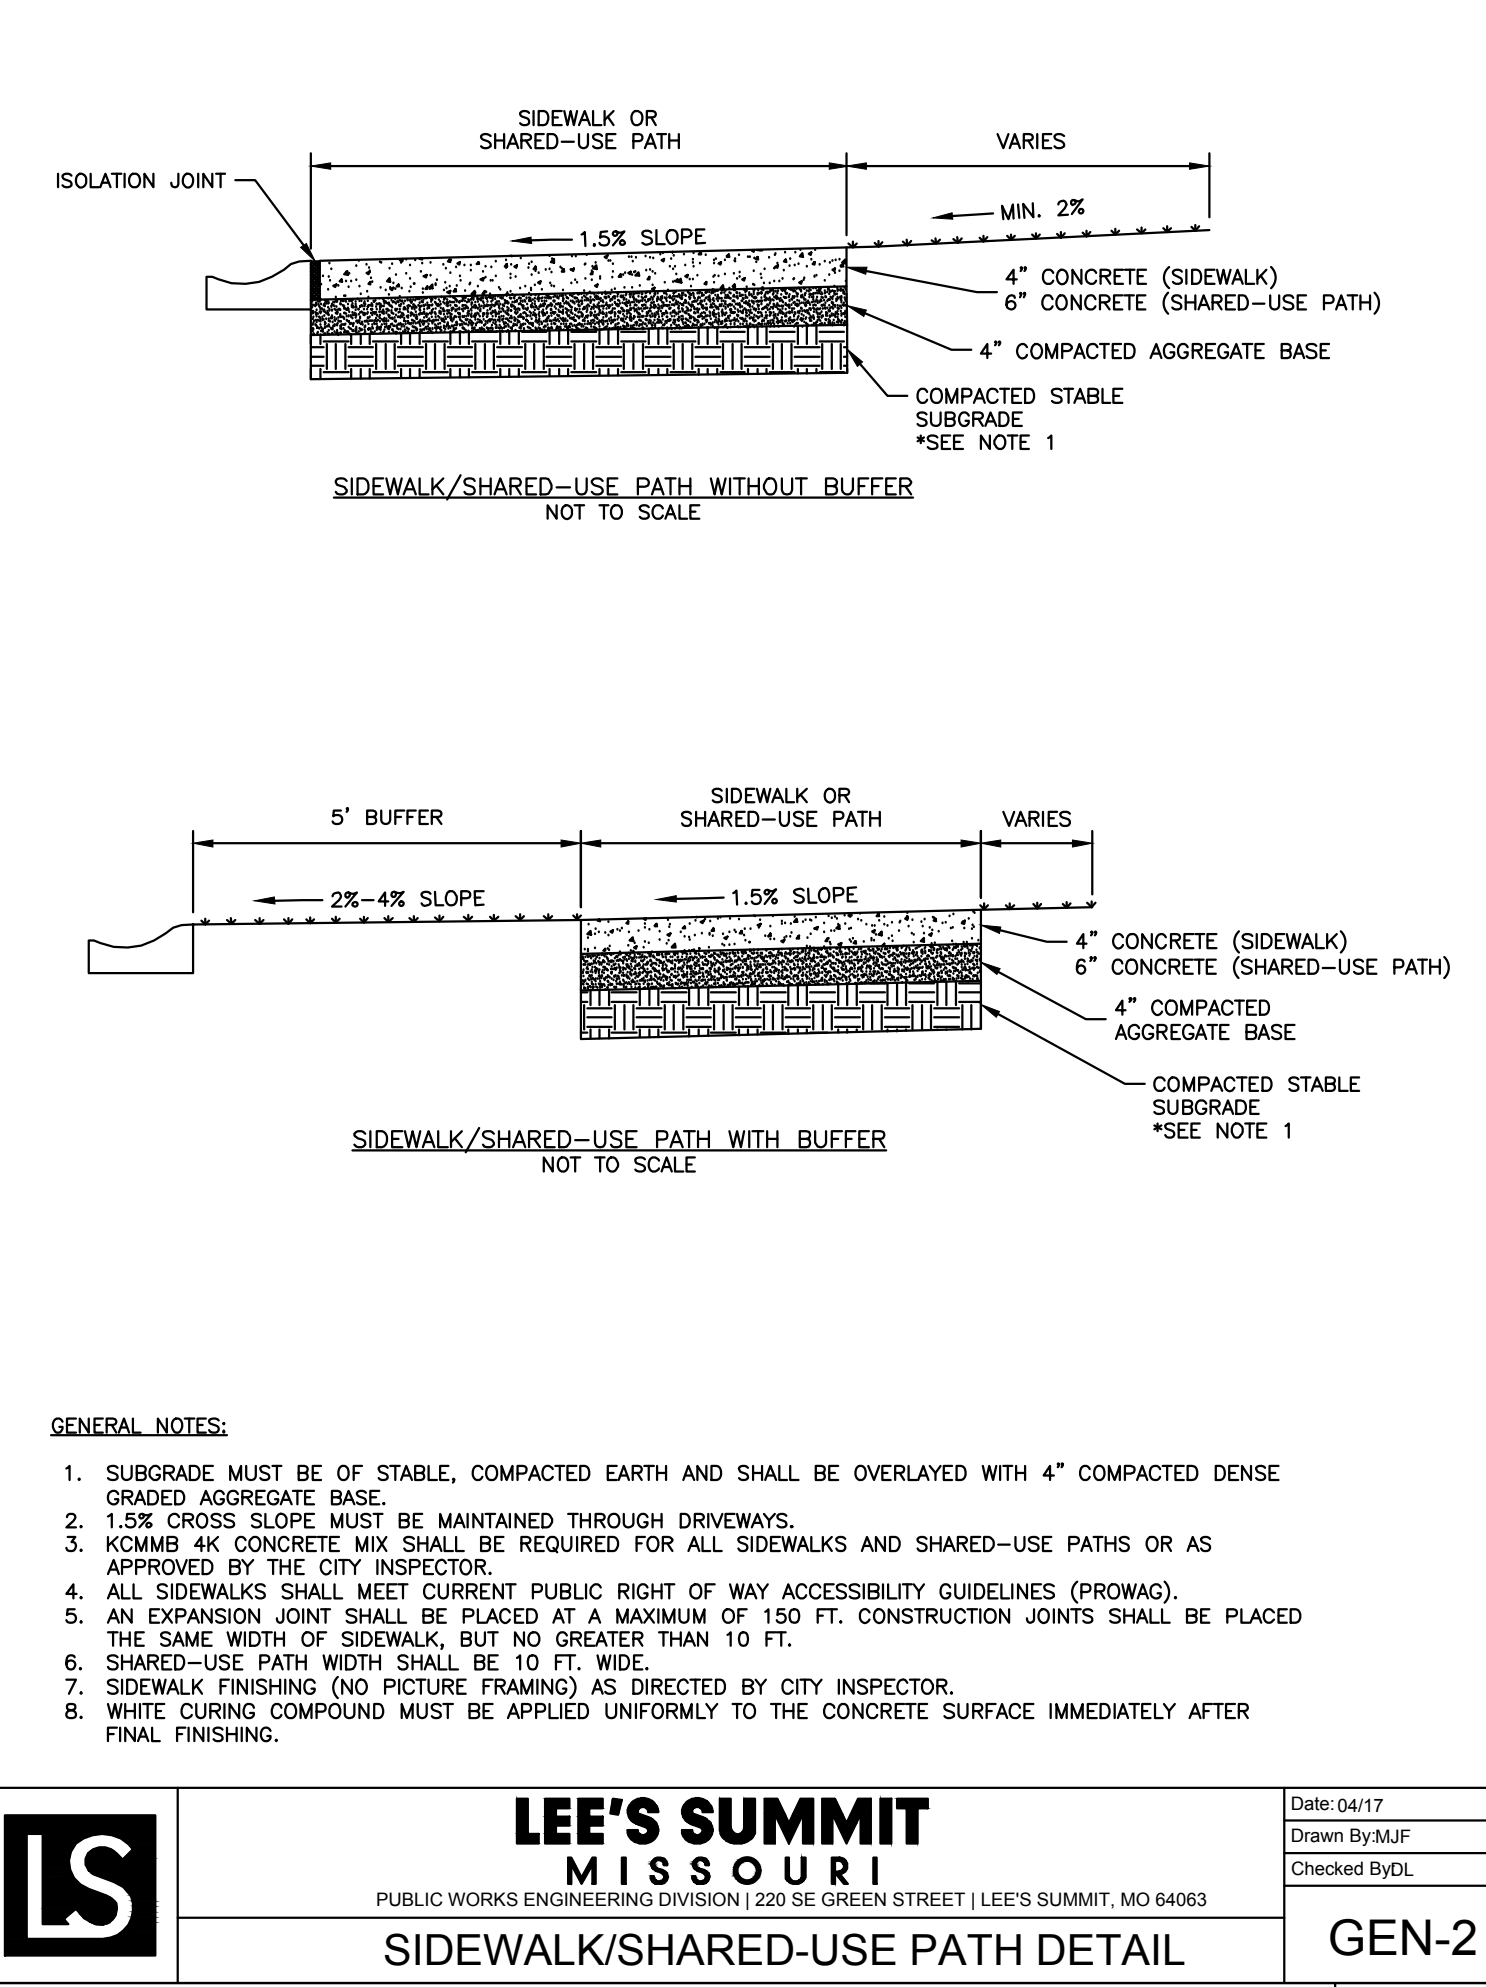 SIDEWALK OR
SHARED-USE PATH
VARIES
ISOLATION JOINT
MIN. 2%
1.5% SLOPE
4" CONCRETE (SIDEWALK)
6" CONCRETE (SHARED-USE PATH)
4" COMPACTED AGGREGATE BASE
COMPACTED STABLE
SUBGRADE
*SEE NOTE 1
SIDEWALK/SHARED-USE PATH WITHOUT BUFFER
NOT TO SCALE
5' BUFFER
SIDEWALK OR
SHARED-USE PATH
VARIES
2%-4% SLOPE
1.5% SLOPE
4" CONCRETE (SIDEWALK)
6" CONCRETE (SHARED-USE PATH)
4" COMPACTED
AGGREGATE BASE
COMPACTED STABLE
SUBGRADE
*SEE NOTE 1
SIDEWALK/SHARED-USE PATH WITH BUFFER
NOT TO SCALE
GENERAL NOTES:
1. SUBGRADE MUST BE OF STABLE, COMPACTED EARTH AND SHALL BE OVERLAYED WITH 4" COMPACTED DENSE
GRADED AGGREGATE BASE.
2. 1.5% CROSS SLOPE MUST BE MAINTAINED THROUGH DRIVEWAYS.
3. KCMMB 4K CONCRETE MIX SHALL BE REQUIRED FOR ALL SIDEWALKS AND SHARED-USE PATHS OR AS
APPROVED BY THE CITY INSPECTOR.
4. ALL SIDEWALKS SHALL MEET CURRENT PUBLIC RIGHT OF WAY ACCESSIBILITY GUIDELINES (PROWAG).
5. AN EXPANSION JOINT SHALL BE PLACED AT A MAXIMUM OF 150 FT. CONSTRUCTION JOINTS SHALL BE PLACED
THE SAME WIDTH OF SIDEWALK, BUT NO GREATER THAN 10 FT.
6. SHARED-USE PATH WIDTH SHALL BE 10 FT. WIDE.
7. SIDEWALK FINISHING (NO PICTURE FRAMING) AS DIRECTED BY CITY INSPECTOR.
8. WHITE CURING COMPOUND MUST BE APPLIED UNIFORMLY TO THE CONCRETE SURFACE IMMEDIATELY AFTER
FINAL FINISHING.
LS
LEE'S SUMMIT
MISSOURI
PUBLIC WORKS ENGINEERING DIVISION | 220 SE GREEN STREET | LEE'S SUMMIT, MO 64063
SIDEWALK/SHARED-USE PATH DETAIL
Date: 04/17
Drawn By:MJF
Checked ByDL
GEN-2